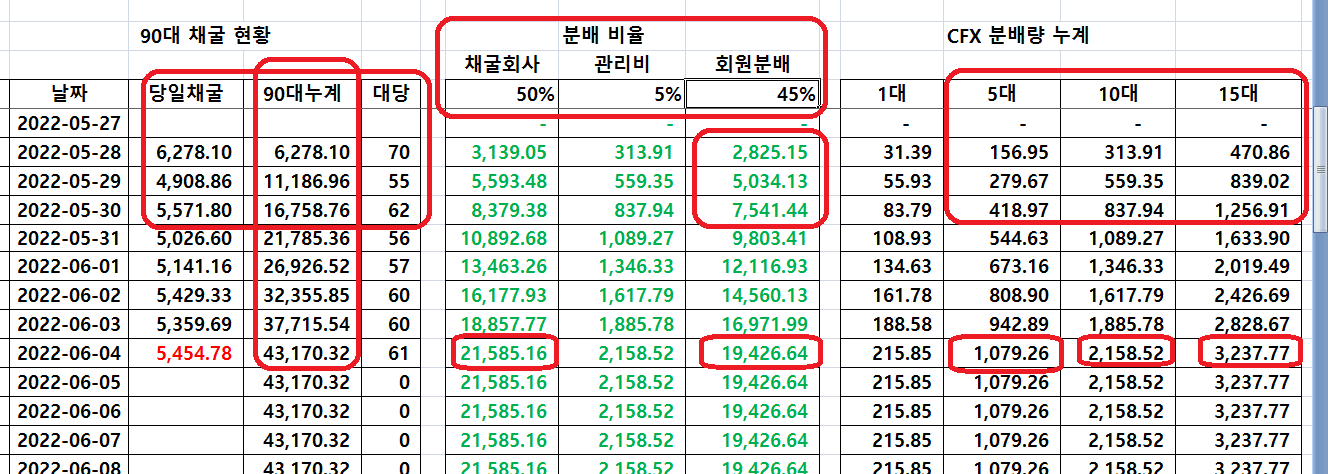 90대 채굴 현황 분배 비율 CFX 분배량 누계
채굴회사 관리비 회원분배
날짜 당일채굴 90대누계 대당 50% 5% 45% 1대 5대 10대 15대
2022-05-27 - - - - - - -
2022-05-28 6,278.10 6,278.10 70 3,139.05 313.91 2,825.15 31.39 156.95 313.91 470.86
2022-05-29 4,908.86 11,186.96 55 5,593.48 559.35 5,034.13 55.93 279.67 559.35 839.02
2022-05-30 5,571.80 16,758.76 62 8,379.38 837.94 7,541.44 83.79 418.97 837.94 1,256.91
2022-05-31 5,026.60 21,785.36 56 10,892.68 1,089.27 9,803.41 108.93 544.63 1,089.27 1,633.90
2022-06-01 5,141.16 26,926.52 57 13,463.26 1,346.33 12,116.93 134.63 673.16 1,346.33 2,019.49
2022-06-02 5,429.33 32,355.85 60 16,177.93 1,617.79 14,560.13 161.78 808.90 1,617.79 2,426.69
2022-06-03 5,359.69 37,715.54 60 18,857.77 1,885.78 16,971.99 188.58 942.89 1,885.78 2,828.67
2022-06-04 5,454.78 43,170.32 61 21,585.16 2,158.52 19,426.64 215.85 1,079.26 2,158.52 3,237.77
2022-06-05 43,170.32 0 21,585.16 2,158.52 19,426.64 215.85 1,079.26 2,158.52 3,237.77
2022-06-06 43,170.32 0 21,585.16 2,158.52 19,426.64 215.85 1,079.26 2,158.52 3,237.77
2022-06-07 43,170.32 0 21,585.16 2,158.52 19,426.64 215.85 1,079.26 2,158.52 3,237.77
2022-06-08 43,170.32 0 21,585.16 2,158.52 19,426.64 215.85 1,079.26 2,158.52 3,237.77